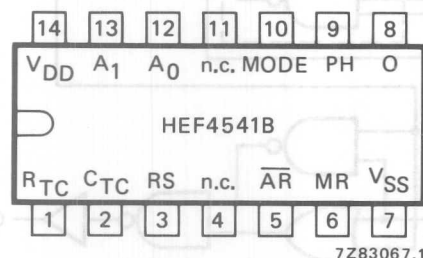 14 13 12 11 10 9 8
VDD A1 A0 n.c. MODE PH O
HEF4541B
RTC CTC RS n.c. A̅R̅ MR VSS
1 2 3 4 5 6 7
7Z83067.1